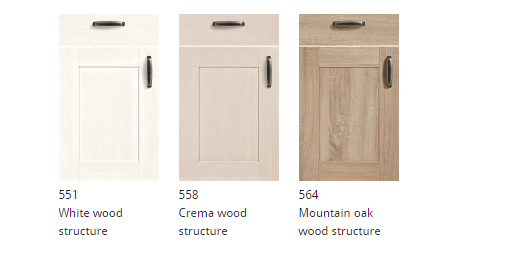 551
White wood
structure
558
Crema wood
structure
564
Mountain oak
wood structure